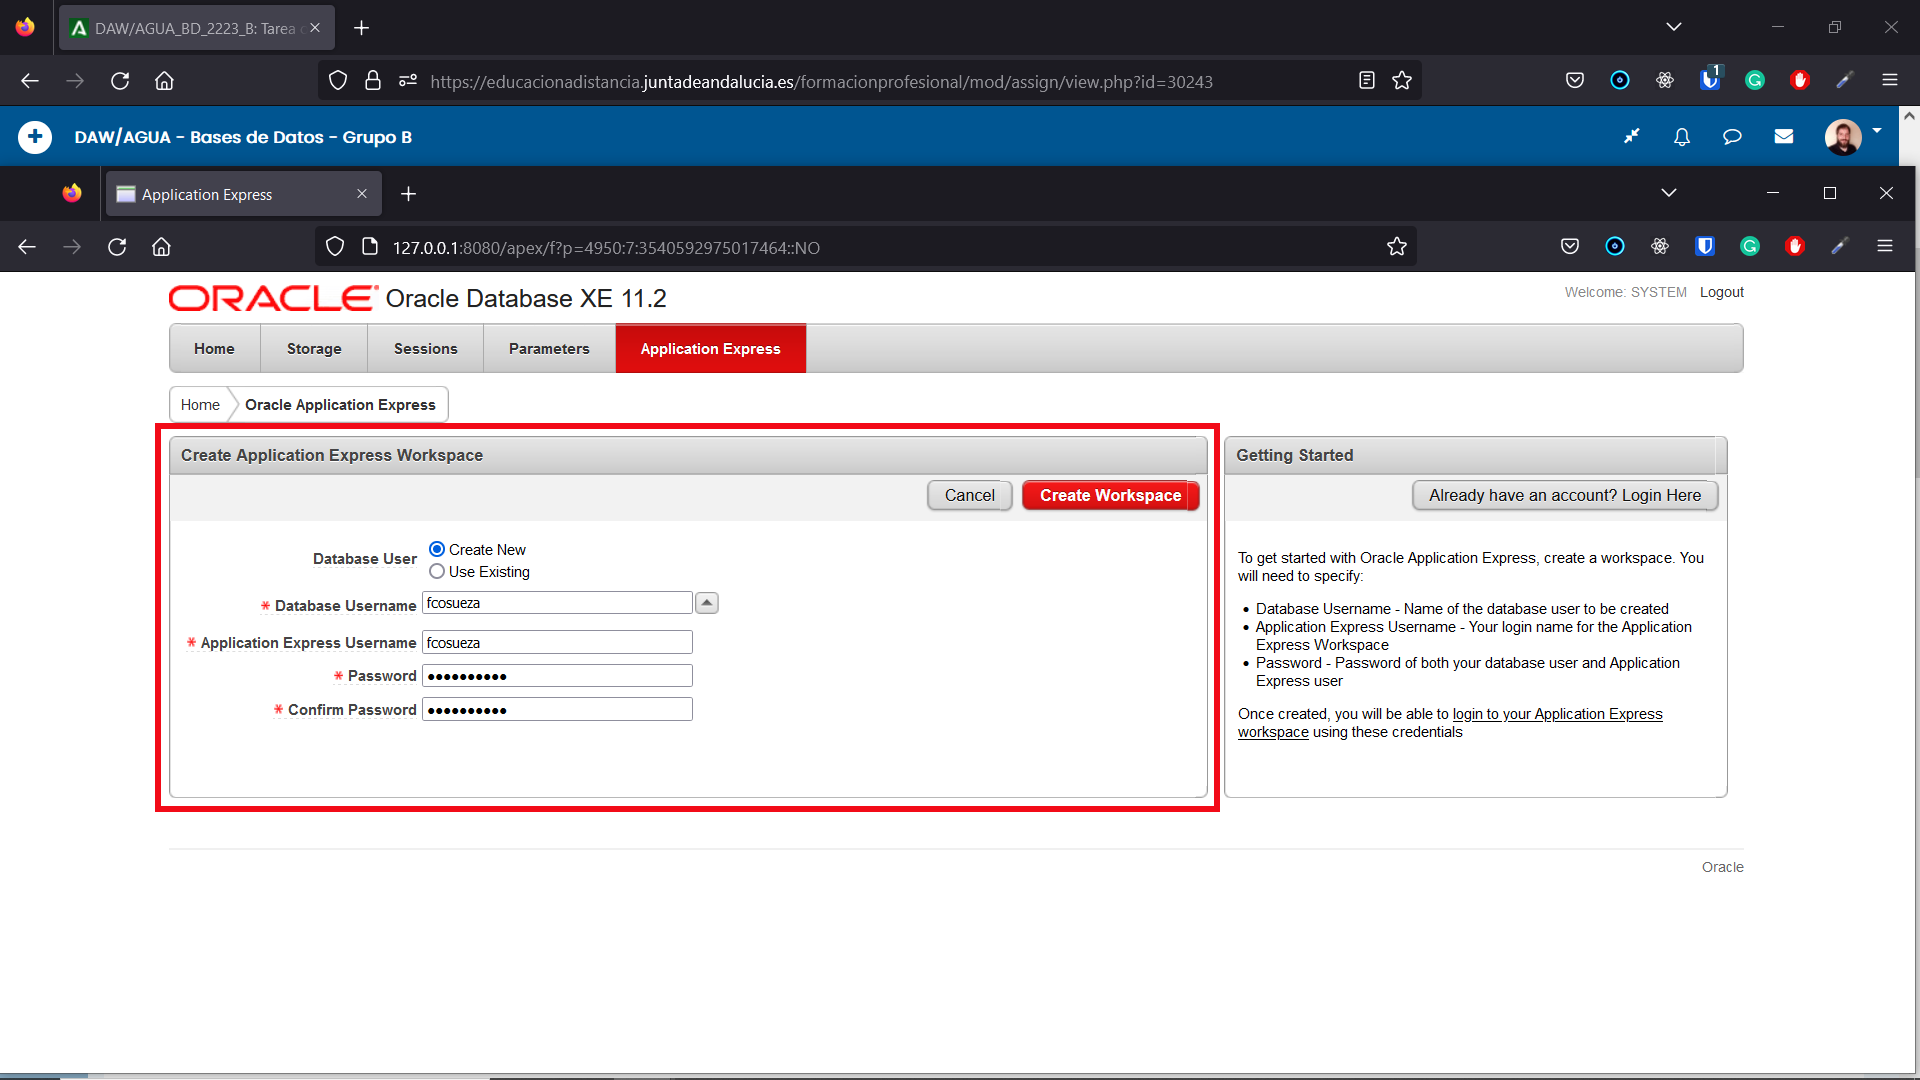 DAW/AGUA_BD_2223_B: Tarea
https://educacionadistancia.juntadeandalucia.es/formacionprofesional/mod/assign/view.php?id=30243
1
DAW/AGUA - Bases de Datos - Grupo B
Application Express
127.0.0.1:8080/apex/f?p=4950:7:3540592975017464::NO
ORACLE Oracle Database XE 11.2
Welcome: SYSTEM Logout
Home Storage Sessions Parameters Application Express
Home Oracle Application Express
Create Application Express Workspace
Cancel Create Workspace
Database User
Create New
Use Existing
* Database Username fcosueza
* Application Express Username fcosueza
* Password ••••••••••
* Confirm Password ••••••••••
Getting Started
Already have an account? Login Here
To get started with Oracle Application Express, create a workspace. You
will need to specify:
• Database Username - Name of the database user to be created
• Application Express Username - Your login name for the Application
Express Workspace
• Password - Password of both your database user and Application
Express user
Once created, you will be able to login to your Application Express
workspace using these credentials
Oracle